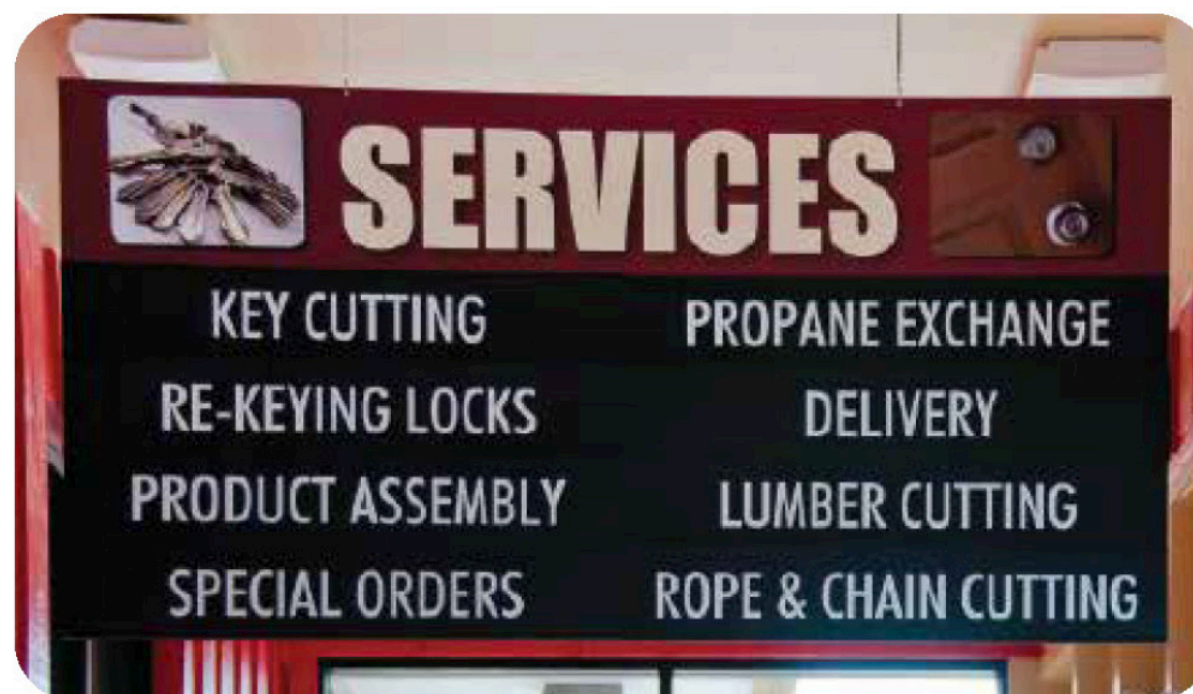 SERVICES
KEY CUTTING
RE-KEYING LOCKS
PRODUCT ASSEMBLY
SPECIAL ORDERS
PROPANE EXCHANGE
DELIVERY
LUMBER CUTTING
ROPE & CHAIN CUTTING